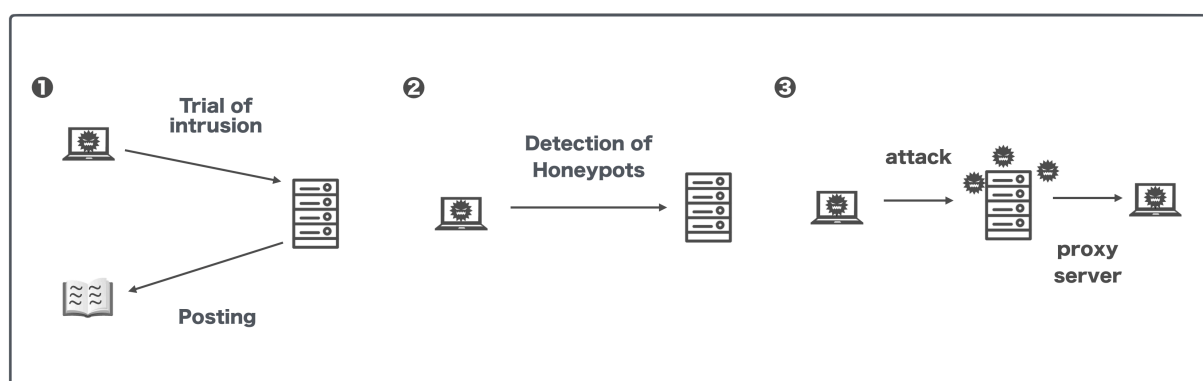 ❶
Trial of
intrusion
Posting
❷
Detection of
Honeypots
❸
attack
proxy
server